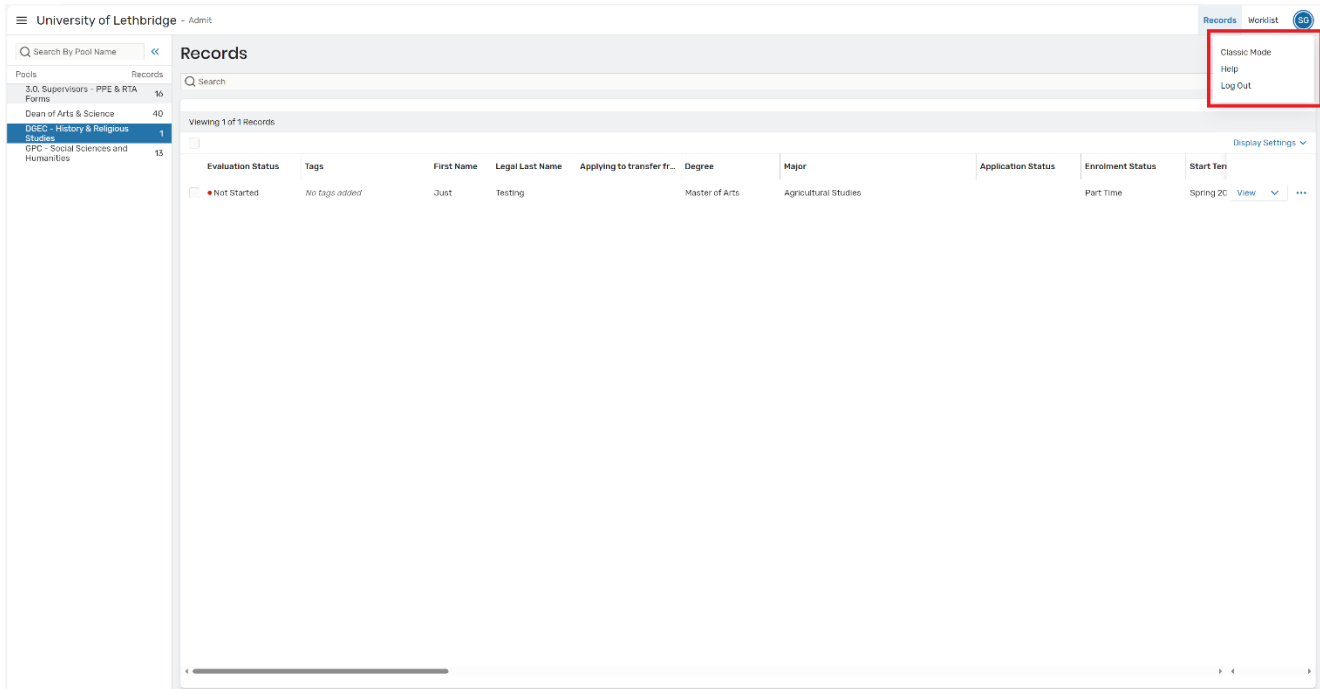 University of Lethbridge - Admit
Records Worklist SG
Classic Mode
Help
Log Out
Search By Pool Name
Pools Records
3.0. Supervisors - PPE & RTA Forms 16
Dean of Arts & Science 40
DGEC - History & Religious Studies 1
GPC - Social Sciences and Humanities 13
Records
Search
Viewing 1 of 1 Records
Display Settings
Evaluation Status Tags First Name Legal Last Name Applying to transfer fr... Degree Major Application Status Enrolment Status Start
Not Started No tags added Just Testing Master of Arts Agricultural Studies Part Time Spring View